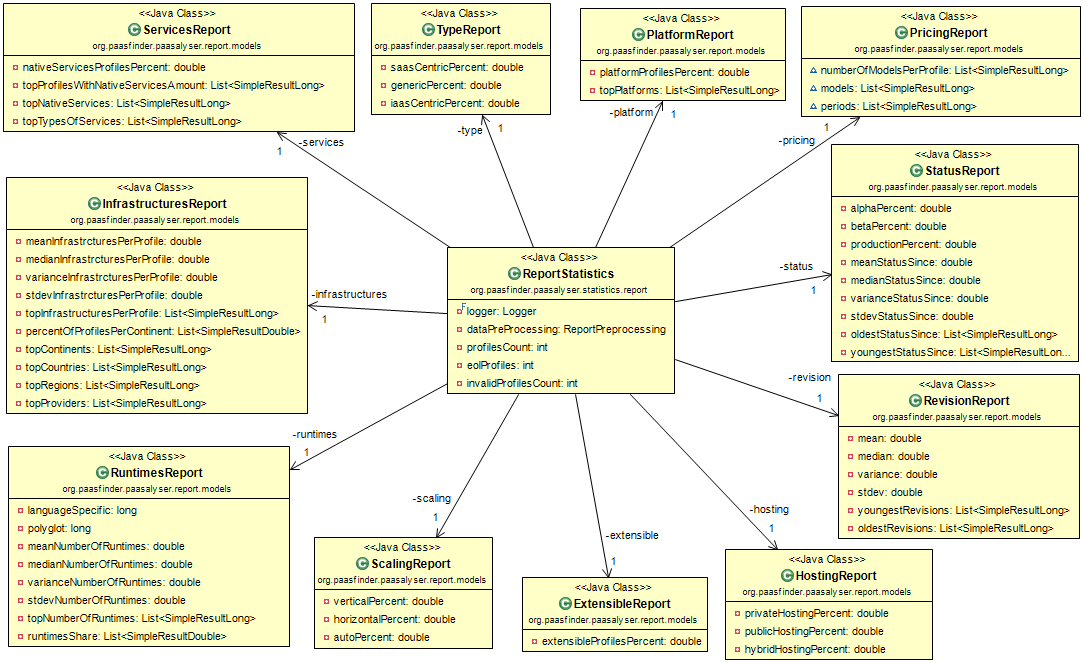 <<Java Class>>
ServicesReport
org.paasfinder.paasalyser.report.models
nativeServicesProfilesPercent: double
topProfilesWithNativeServicesAmount: List<SimpleResultLong>
topNativeServices: List<SimpleResultLong>
topTypesOfServices: List<SimpleResultLong>
<<Java Class>>
TypeReport
org.paasfinder.paasalyser.report.models
saasCentricPercent: double
genericPercent: double
iaasCentricPercent: double
<<Java Class>>
PlatformReport
org.paasfinder.paasalyser.report.models
platformProfilesPercent: double
topPlatforms: List<SimpleResultLong>
<<Java Class>>
PricingReport
org.paasfinder.paasalyser.report.models
numberOfModelsPerProfile: List<SimpleResultLong>
models: List<SimpleResultLong>
periods: List<SimpleResultLong>
-services
1
-type
1
-platform
1
-pricing
1
<<Java Class>>
InfrastructuresReport
org.paasfinder.paasalyser.report.models
meanInfrastrcturesPerProfile: double
medianInfrastrcturesPerProfile: double
varianceInfrastrcturesPerProfile: double
stdevInfrastrcturesPerProfile: double
topInfrastructuresPerProfile: List<SimpleResultLong>
percentOfProfilesPerContinent: List<SimpleResultDouble>
topContinents: List<SimpleResultLong>
topCountries: List<SimpleResultLong>
topRegions: List<SimpleResultLong>
topProviders: List<SimpleResultLong>
-infrastructures
1
<<Java Class>>
ReportStatistics
org.paasfinder.paasalyser.statistics.report
F
logger: Logger
dataPreProcessing: ReportPreprocessing
profilesCount: int
eolProfiles: int
invalidProfilesCount: int
-status
1
<<Java Class>>
StatusReport
org.paasfinder.paasalyser.report.models
alphaPercent: double
betaPercent: double
productionPercent: double
meanStatusSince: double
medianStatusSince: double
varianceStatusSince: double
stdevStatusSince: double
oldestStatusSince: List<SimpleResultLong>
youngestStatusSince: List<SimpleResultLon...
-revision
1
<<Java Class>>
RevisionReport
org.paasfinder.paasalyser.report.models
mean: double
median: double
variance: double
stdev: double
youngestRevisions: List<SimpleResultLong>
oldestRevisions: List<SimpleResultLong>
-runtimes
1
<<Java Class>>
RuntimesReport
org.paasfinder.paasalyser.report.models
languageSpecific: long
polyglot: long
meanNumberOfRuntimes: double
medianNumberOfRuntimes: double
varianceNumberOfRuntimes: double
stdevNumberOfRuntimes: double
topNumberOfRuntimes: List<SimpleResultLong>
runtimesShare: List<SimpleResultDouble>
-scaling
1
<<Java Class>>
ScalingReport
org.paasfinder.paasalyser.report.models
verticalPercent: double
horizontalPercent: double
autoPercent: double
-extensible
1
<<Java Class>>
ExtensibleReport
org.paasfinder.paasalyser.report.models
extensibleProfilesPercent: double
-hosting
1
<<Java Class>>
HostingReport
org.paasfinder.paasalyser.report.models
privateHostingPercent: double
publicHostingPercent: double
hybridHostingPercent: double